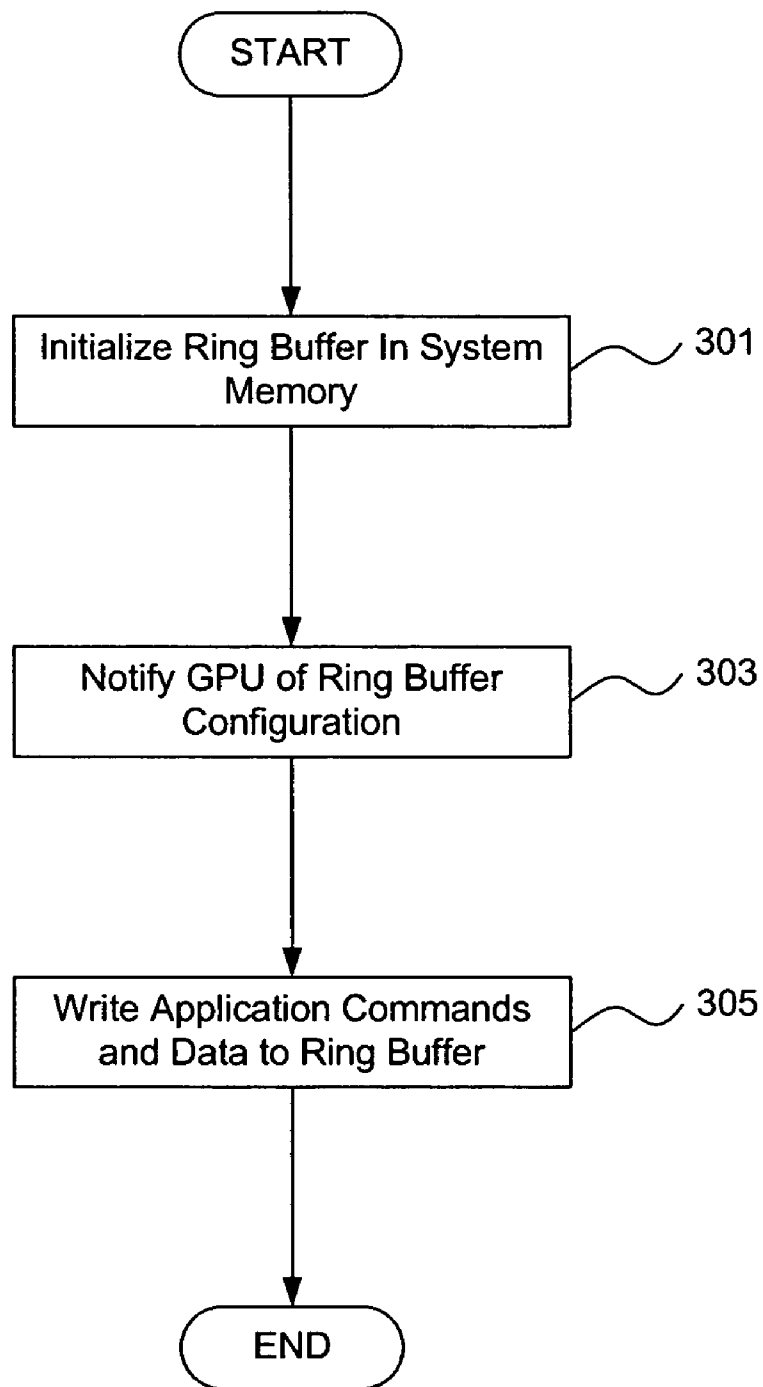 START
Initialize Ring Buffer In System
Memory
301
Notify GPU of Ring Buffer
Configuration
303
Write Application Commands
and Data to Ring Buffer
305
END